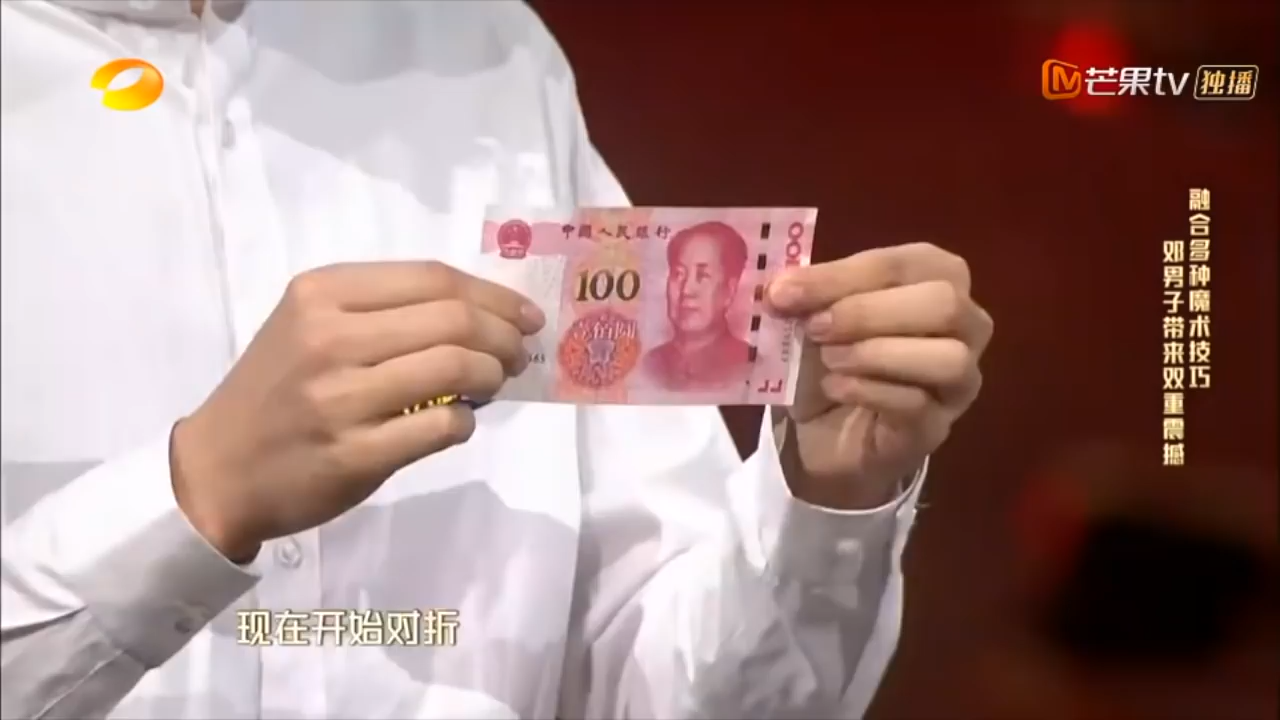 芒果tv 独播
融合多种魔术技巧
邓男子带来双重震撼
中国人民银行
100
壹佰圆
100
现在开始对折